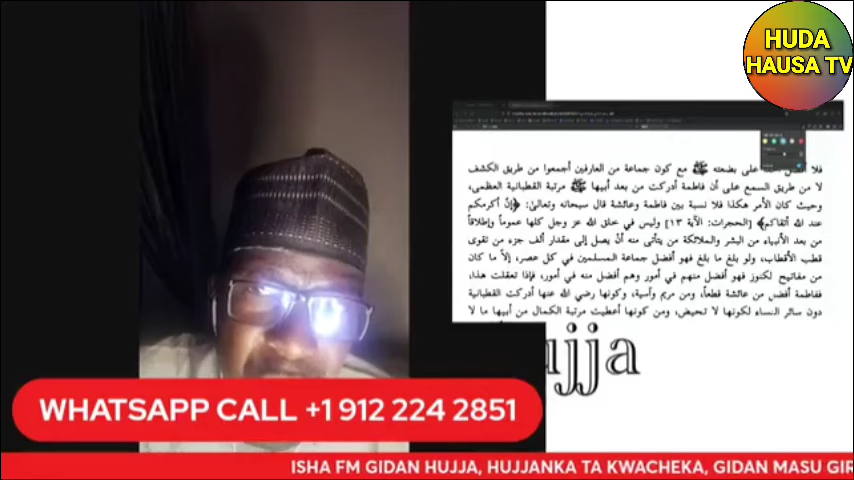 HUDA
HAUSA TV
على بضعته ﷺ مع كون جماعة من العارفين أجمعوا من طريق الكشف
لا من طريق السمع على أن فاطمة أدركت من بعد أبيها ﷺ مرتبة القطبانية العظمى،
وحيث كان الأمر هكذا فلا نسبة بين فاطمة وعائشة قال سبحانه وتعالى: ﴿إنّ أكرمكم
عند الله أتقاكم﴾ [الحجرات: الآية ١٣] وليس في خلق الله عز وجل كلها عموماً وإطلاقاً
من بعد الأنبياء من البشر والملائكة من يتأتى منه أنْ يصل إلى مقدار ألف جزء من تقوى
قطب الأقطاب، ولو بلغ ما بلغ فهو أفضل جماعة المسلمين في كل عصر، إلاّ ما كان
من مفاتيح لكنوز فهو أفضل منهم في أمور وهم أفضل منه في أمور، فإذا تعقلت هذا،
ففاطمة أفضل من عائشة قطعاً، ومن مريم وآسية، وكونها رضي الله عنها أدركت القطبانية
دون سائر النساء لكونها لا تحيض، ومن كونها أعطيت مرتبة الكمال من أبيها ما لا
ujja
WHATSAPP CALL +1 912 224 2851
ISHA FM GIDAN HUJJA, HUJJANKA TA KWACHEKA, GIDAN MASU GIR